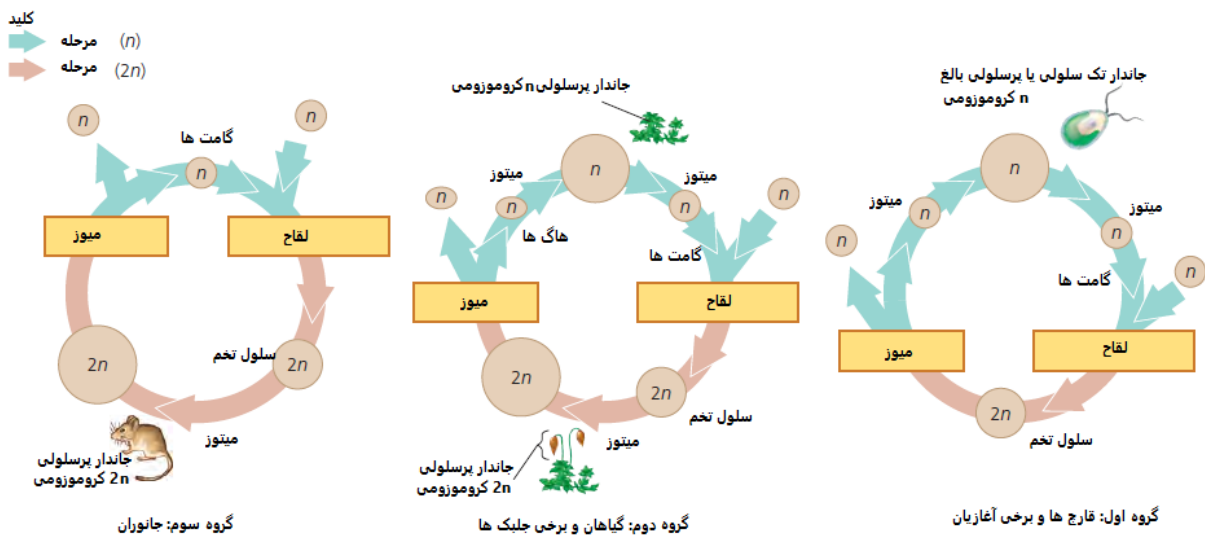 کلید
مرحله (n)
مرحله (2n)
جاندار تک سلولی یا پرسلولی بالغ
n کروموزومی
n
میتوز
n
میتوز
n
n
n
گامت ها
میوز
لقاح
2n
سلول تخم
گروه اول: قارچ ها و برخی آغازیان
جاندار پرسلولی n کروموزومی
n
میتوز
میتوز
n
n
n
n
هاگ ها
گامت ها
میوز
لقاح
2n
2n
سلول تخم
میتوز
جاندار پرسلولی
2n کروموزومی
گروه دوم: گیاهان و برخی جلبک ها
n
n
گامت ها
n
میوز
لقاح
2n
2n
سلول تخم
میتوز
جاندار پرسلولی
2n کروموزومی
گروه سوم: جانوران